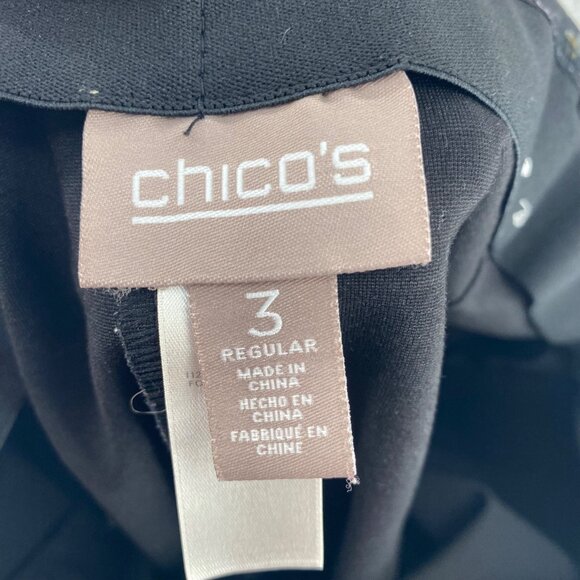 chico's
3
REGULAR
MADE IN
CHINA
HECHO EN
CHINA
FABRIQUÉ EN
CHINE